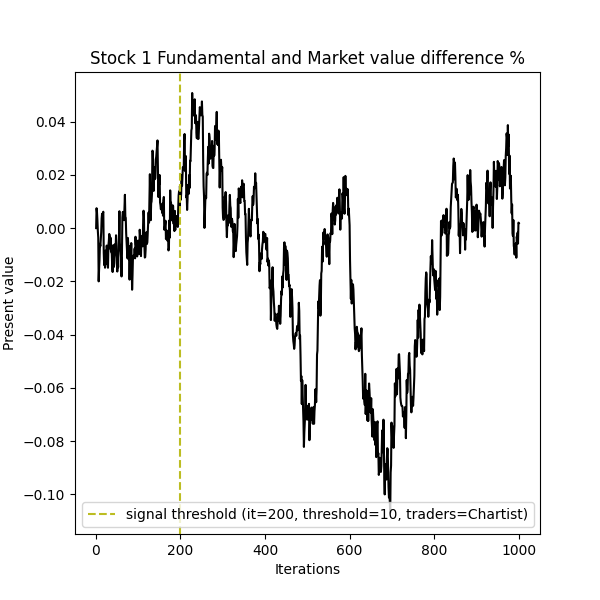 Stock 1 Fundamental and Market value difference %
0.04
0.02
0.00
−0.02
−0.04
−0.06
−0.08
−0.10
Present value
signal threshold (it=200, threshold=10, traders=Chartist)
0 200 400 600 800 1000
Iterations